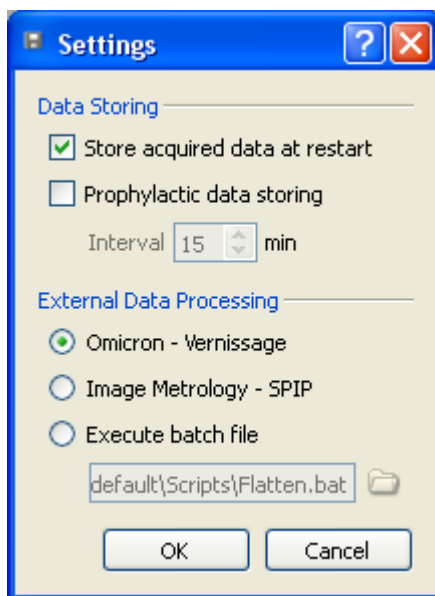 Settings
Data Storing
Store acquired data at restart
Prophylactic data storing
Interval 15 min
External Data Processing
Omicron - Vernissage
Image Metrology - SPIP
Execute batch file
default\Scripts\Flatten.bat
OK Cancel